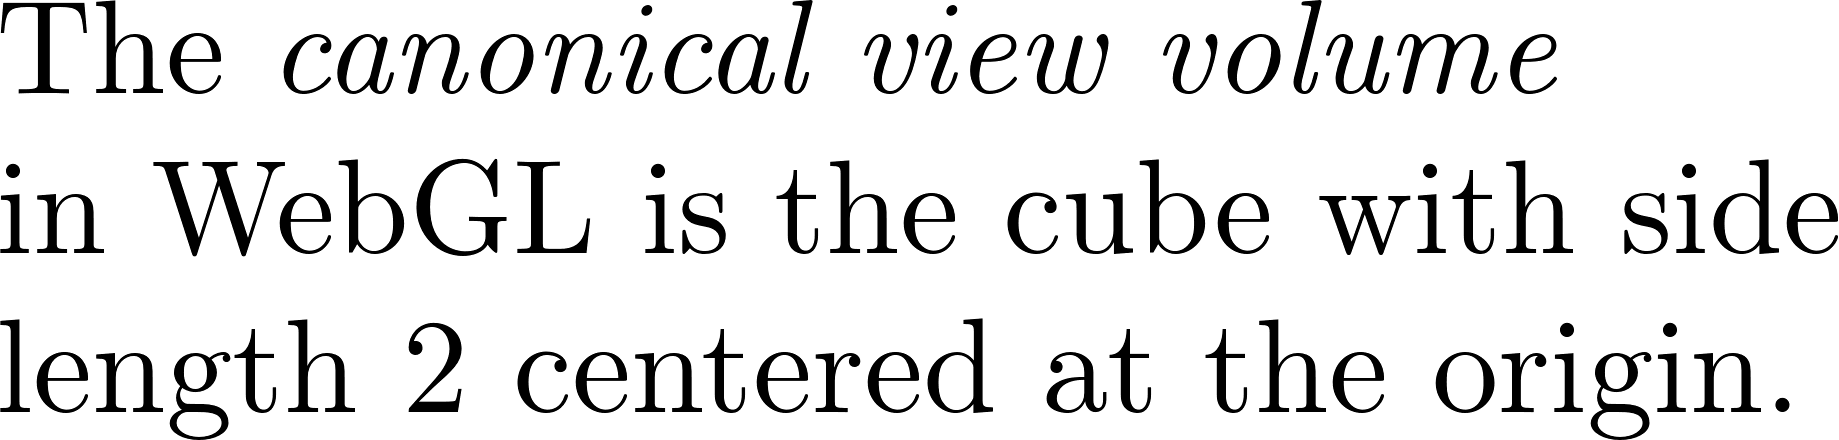 The canonical view volume
in WebGL is the cube with side
length 2 centered at the origin.